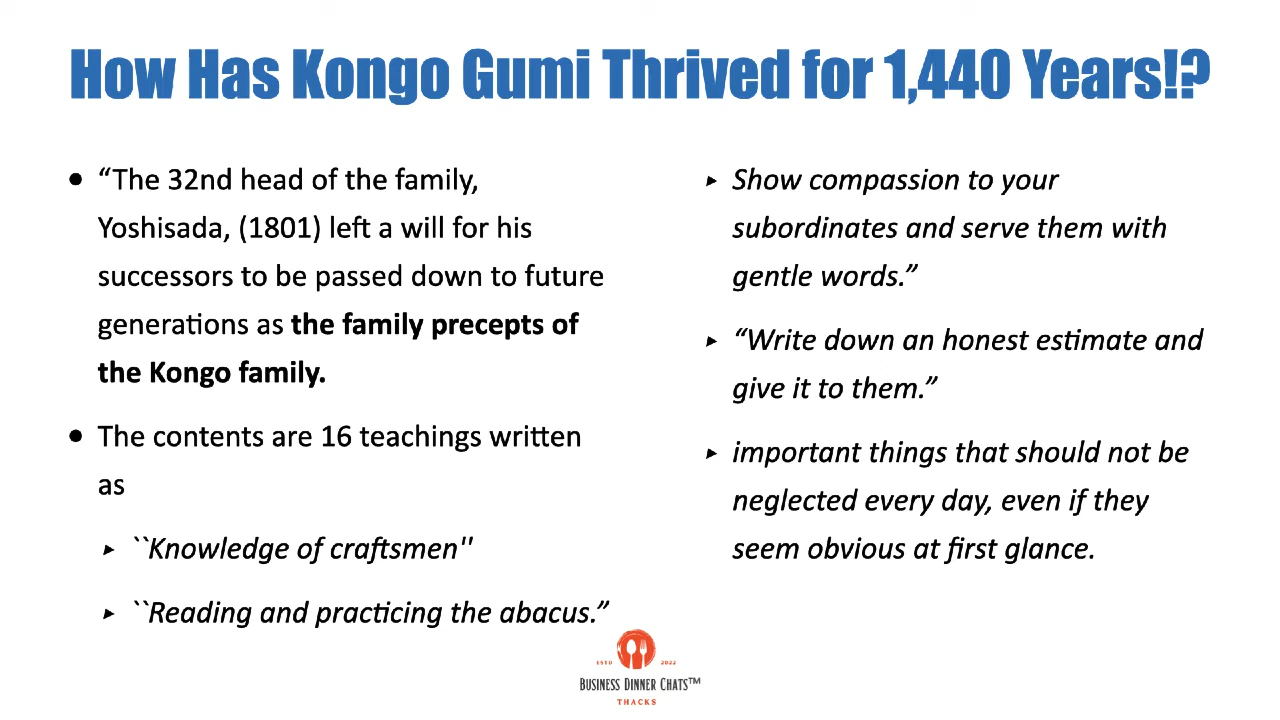 How Has Kongo Gumi Thrived for 1,440 Years!?
• “The 32nd head of the family,
Yoshisada, (1801) left a will for his
successors to be passed down to future
generations as the family precepts of
the Kongo family.
• The contents are 16 teachings written
as
▸ ``Knowledge of craftsmen''
▸ ``Reading and practicing the abacus.”
▸ Show compassion to your
subordinates and serve them with
gentle words.”
▸ “Write down an honest estimate and
give it to them.”
▸ important things that should not be
neglected every day, even if they
seem obvious at first glance.
ESTD 2022
BUSINESS DINNER CHATS™
THACKS